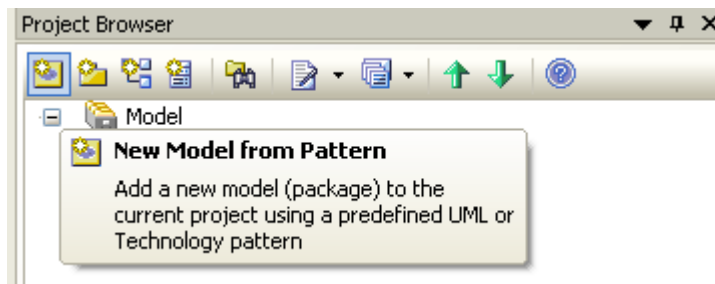 Project Browser
Model
New Model from Pattern
Add a new model (package) to the
current project using a predefined UML or
Technology pattern